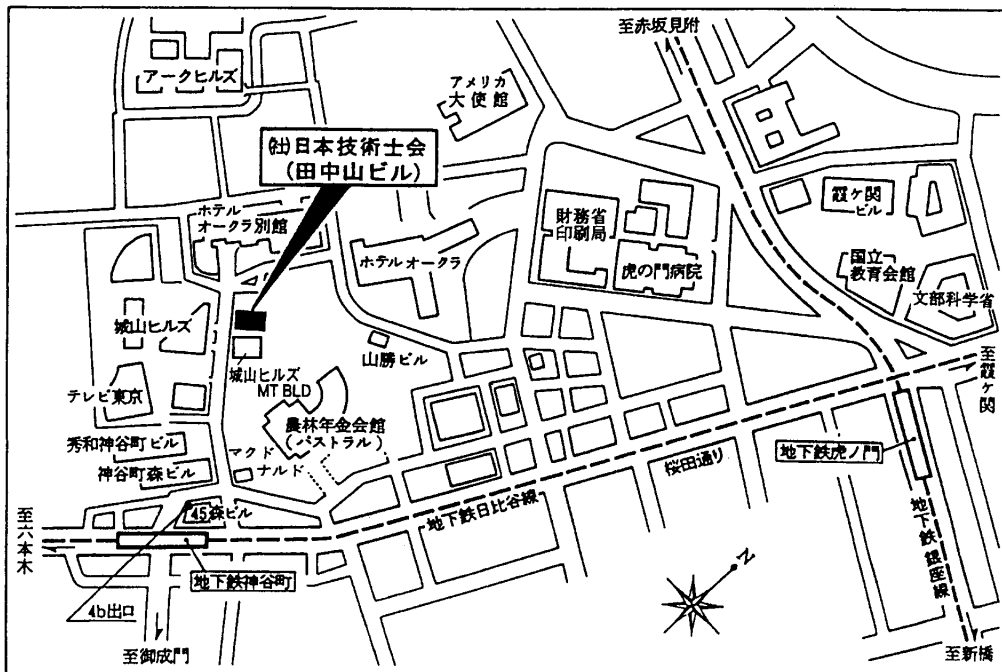 至赤坂見附
アークヒルズ
アメリカ
大使館
(社)日本技術士会
(田中山ビル)
ホテル
オークラ別館
財務省
印刷局
霞ヶ関
ビル
ホテルオークラ
虎の門病院
国立
教育会館
文部科学省
城山ヒルズ
山勝ビル
至霞ヶ関
城山ヒルズ
MT BLD
テレビ東京
農林年金会館
(パストラル)
秀和神谷町ビル
マクド
ナルド
地下鉄虎ノ門
神谷町森ビル
桜田通り
45森ビル
地下鉄日比谷線
至六本木
地下鉄神谷町
地下鉄銀座線
N
4b出口
至御成門
至新橋